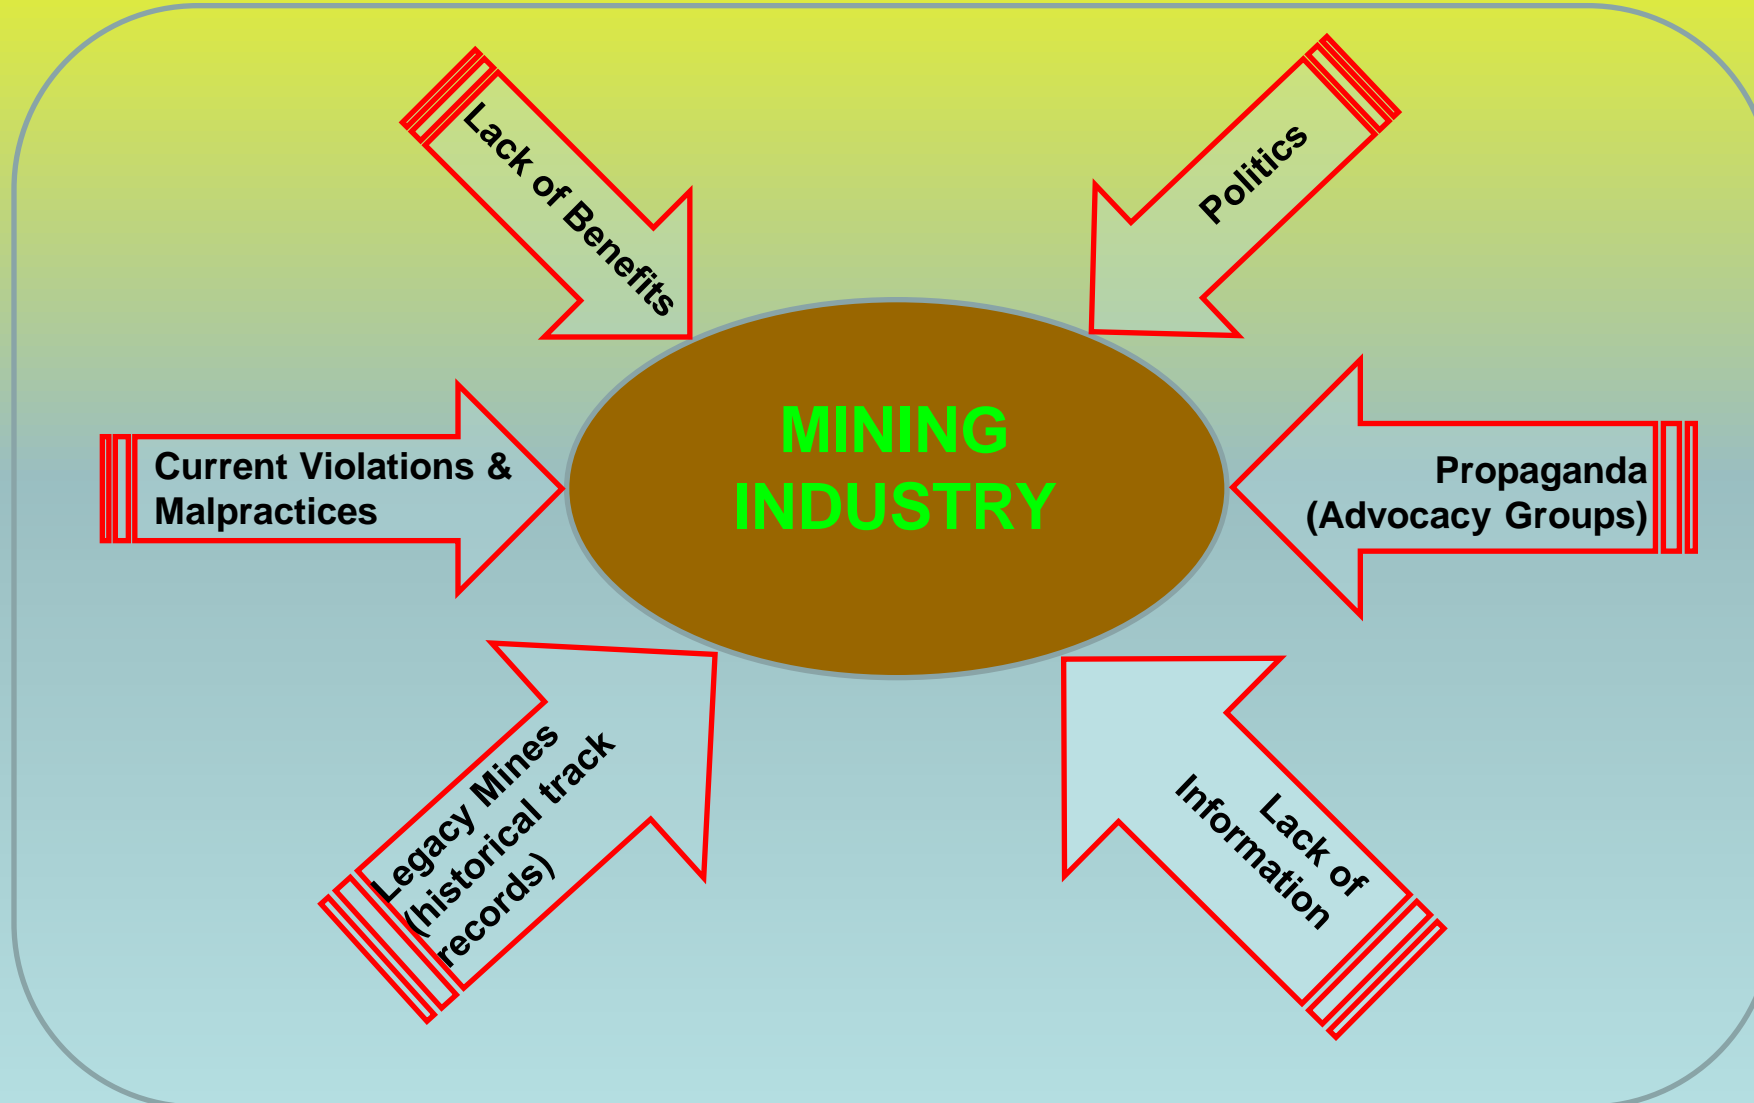 Lack of Benefits
Politics
MINING
INDUSTRY
Current Violations &
Malpractices
Propaganda
(Advocacy Groups)
Legacy Mines
(historical track
records)
Lack of
Information